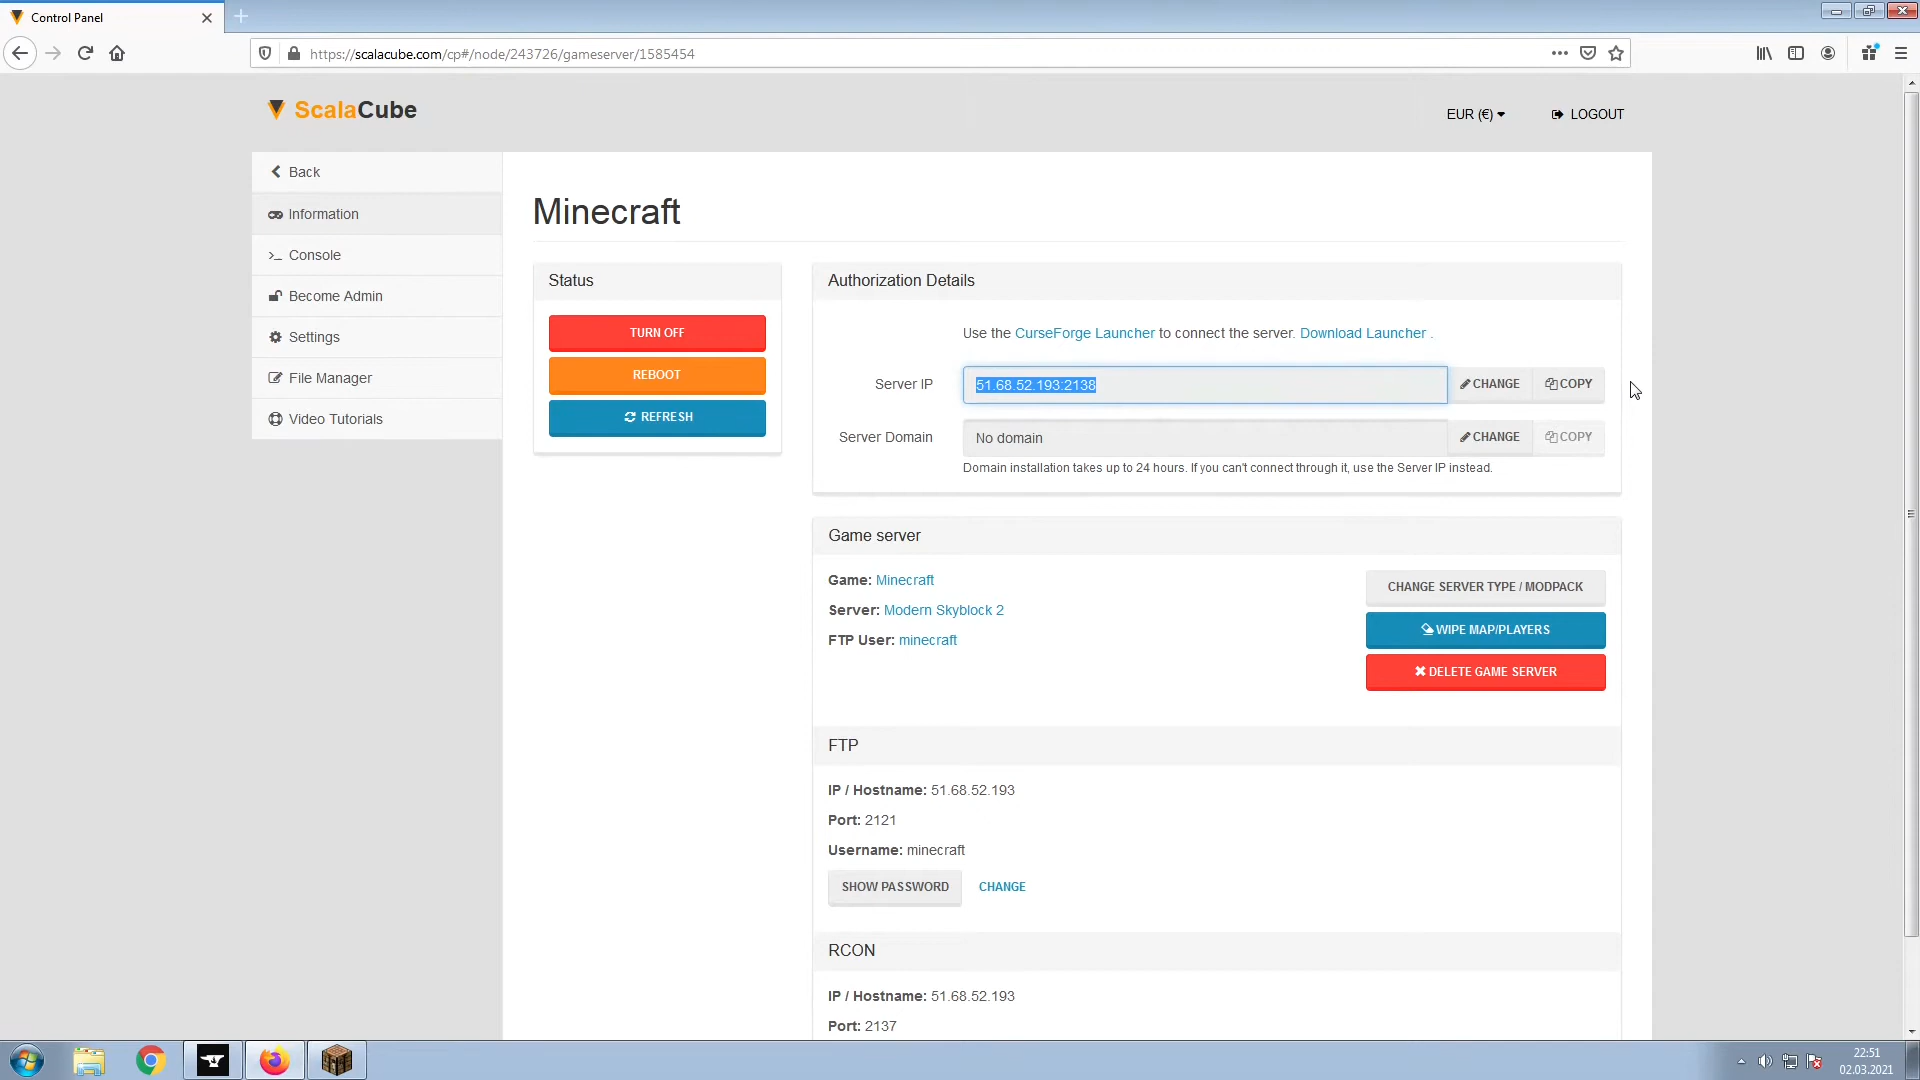 Control Panel
https://scalacube.com/cp#/node/243726/gameserver/1585454
ScalaCube
EUR (€)
LOGOUT
Back
Information
Console
Become Admin
Settings
File Manager
Video Tutorials
Minecraft
Status
TURN OFF
REBOOT
REFRESH
Authorization Details
Use the CurseForge Launcher to connect the server. Download Launcher .
Server IP
51.68.52.193:2138
CHANGE
COPY
Server Domain
No domain
CHANGE
COPY
Domain installation takes up to 24 hours. If you can't connect through it, use the Server IP instead.
Game server
Game: Minecraft
Server: Modern Skyblock 2
FTP User: minecraft
CHANGE SERVER TYPE / MODPACK
WIPE MAP/PLAYERS
DELETE GAME SERVER
FTP
IP / Hostname: 51.68.52.193
Port: 2121
Username: minecraft
SHOW PASSWORD
CHANGE
RCON
IP / Hostname: 51.68.52.193
Port: 2137
22:51
02.03.2021